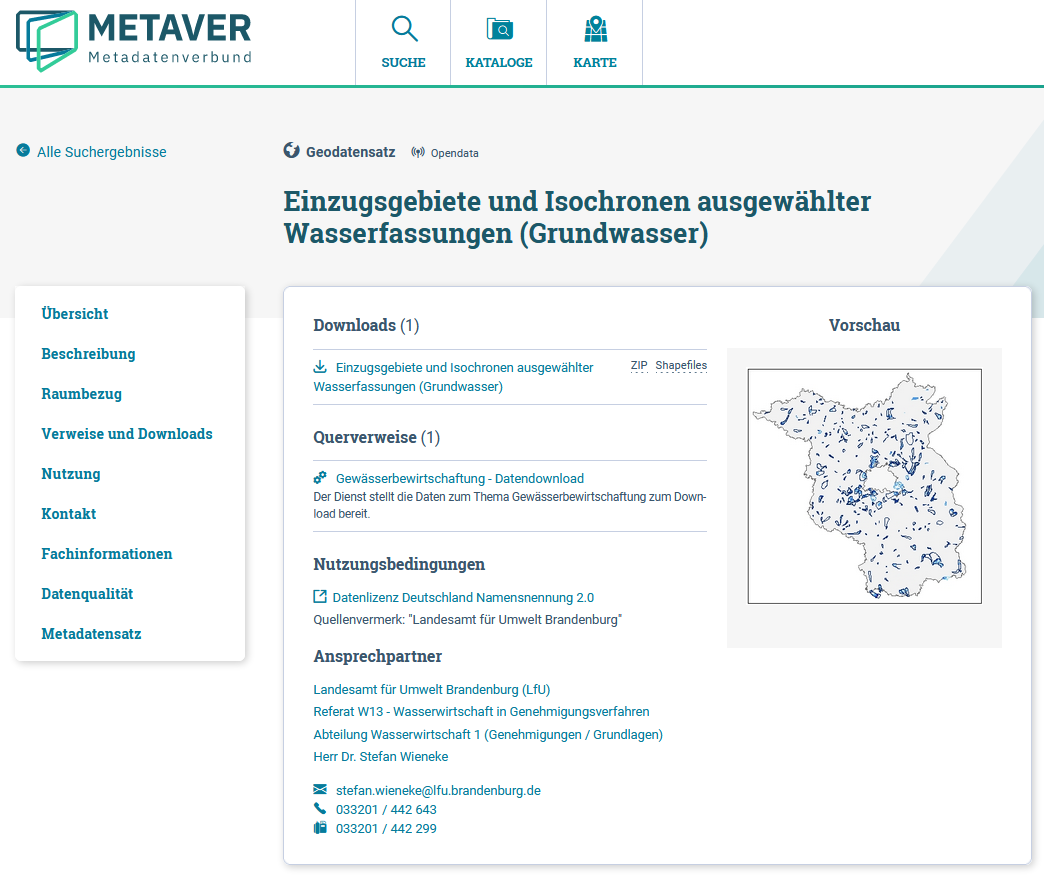 METAVER
Metadatenverbund
SUCHE
KATALOGE
KARTE
Alle Suchergebnisse
Geodatensatz Opendata
Einzugsgebiete und Isochronen ausgewählter
Wasserfassungen (Grundwasser)
Übersicht
Beschreibung
Raumbezug
Verweise und Downloads
Nutzung
Kontakt
Fachinformationen
Datenqualität
Metadatensatz
Downloads (1)
Einzugsgebiete und Isochronen ausgewählter ZIP Shapefiles
Wasserfassungen (Grundwasser)
Querverweise (1)
Gewässerbewirtschaftung - Datendownload
Der Dienst stellt die Daten zum Thema Gewässerbewirtschaftung zum Down-
load bereit.
Nutzungsbedingungen
Datenlizenz Deutschland Namensnennung 2.0
Quellenvermerk: "Landesamt für Umwelt Brandenburg"
Ansprechpartner
Landesamt für Umwelt Brandenburg (LfU)
Referat W13 - Wasserwirtschaft in Genehmigungsverfahren
Abteilung Wasserwirtschaft 1 (Genehmigungen / Grundlagen)
Herr Dr. Stefan Wieneke
stefan.wieneke@lfu.brandenburg.de
033201 / 442 643
033201 / 442 299
Vorschau